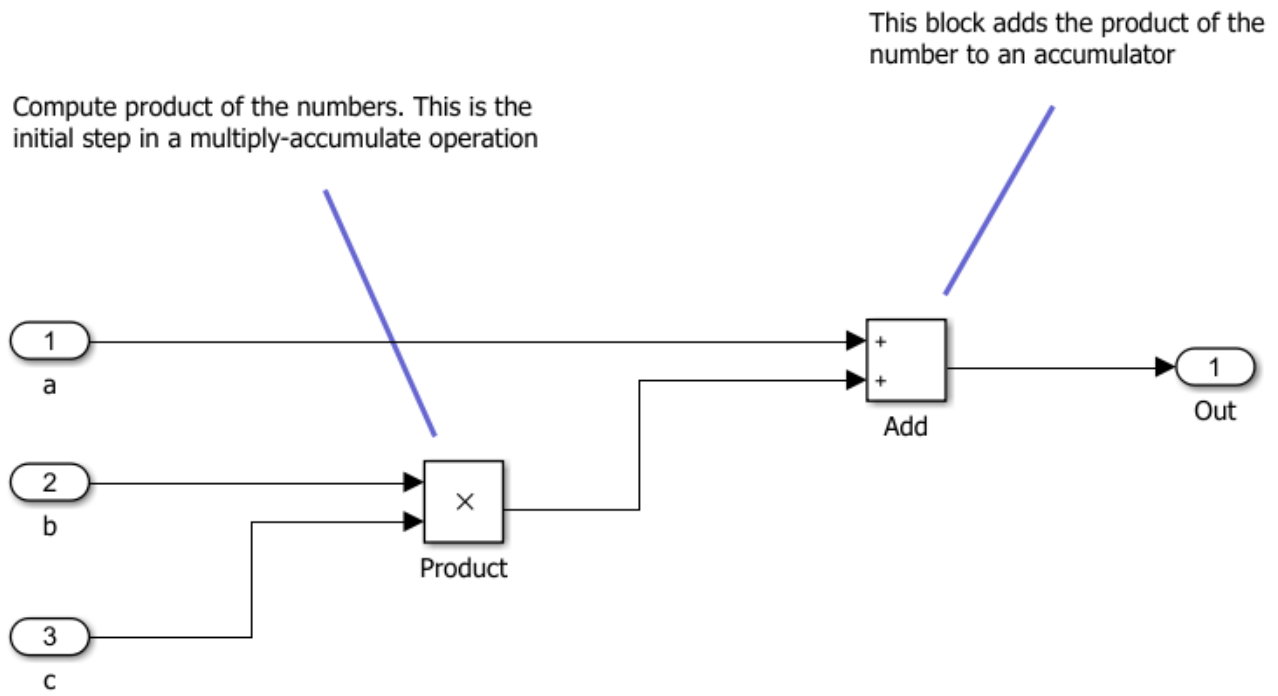 This block adds the product of the
number to an accumulator
Compute product of the numbers. This is the
initial step in a multiply-accumulate operation
1
a
+
+
Add
1
Out
2
b
×
Product
3
c